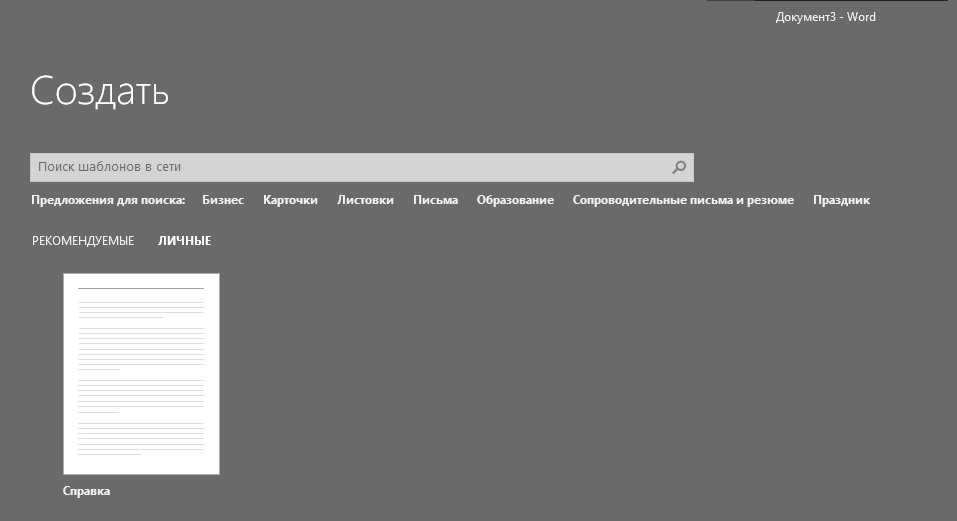 Документ3 - Word
Создать
Поиск шаблонов в сети
Предложения для поиска: Бизнес Карточки Листовки Письма Образование Сопроводительные письма и резюме Праздник
РЕКОМЕНДУЕМЫЕ ЛИЧНЫЕ
Справка